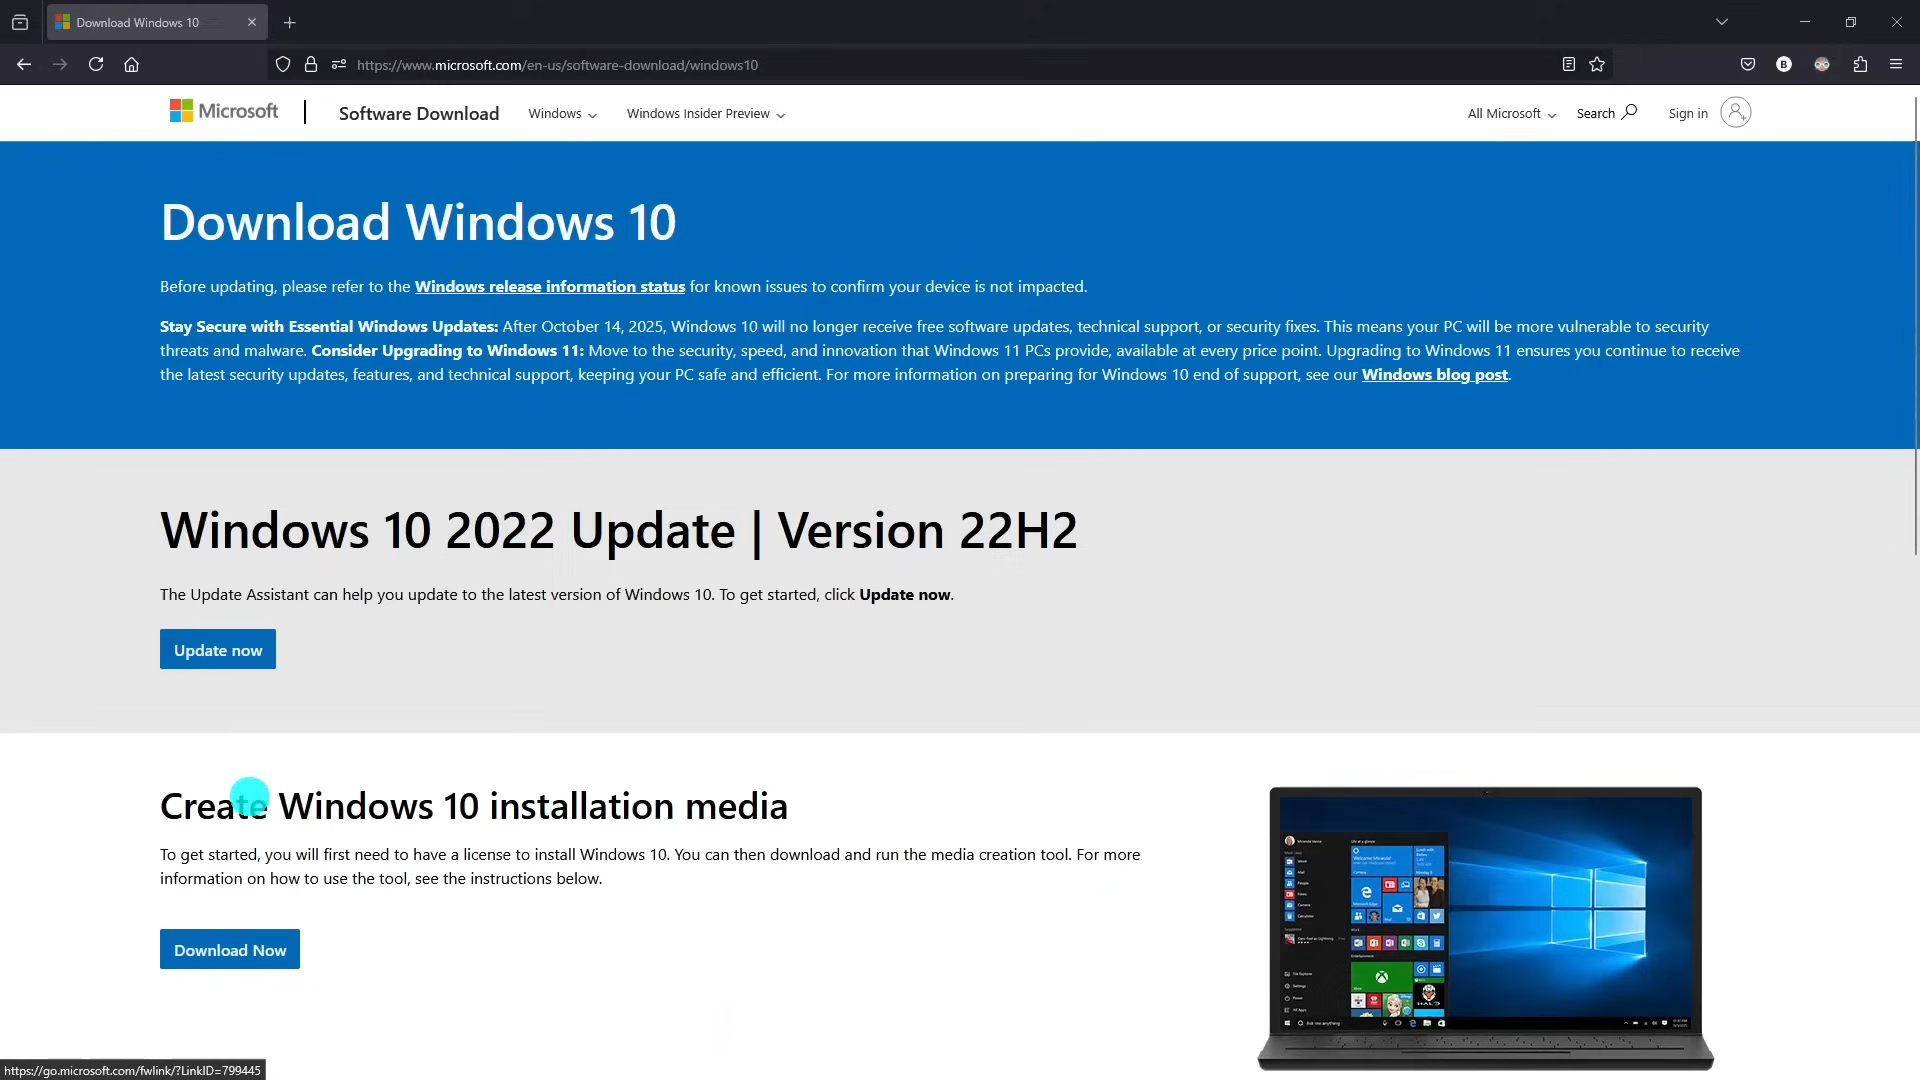 Download Windows 10
https://www.microsoft.com/en-us/software-download/windows10
B
Microsoft
Software Download
Windows
Windows Insider Preview
All Microsoft
Search
Sign in
Download Windows 10
Before updating, please refer to the Windows release information status for known issues to confirm your device is not impacted.
Stay Secure with Essential Windows Updates: After October 14, 2025, Windows 10 will no longer receive free software updates, technical support, or security fixes. This means your PC will be more vulnerable to security
threats and malware. Consider Upgrading to Windows 11: Move to the security, speed, and innovation that Windows 11 PCs provide, available at every price point. Upgrading to Windows 11 ensures you continue to receive
the latest security updates, features, and technical support, keeping your PC safe and efficient. For more information on preparing for Windows 10 end of support, see our Windows blog post.
Windows 10 2022 Update | Version 22H2
The Update Assistant can help you update to the latest version of Windows 10. To get started, click Update now.
Update now
Create Windows 10 installation media
To get started, you will first need to have a license to install Windows 10. You can then download and run the media creation tool. For more
information on how to use the tool, see the instructions below.
Download Now
https://go.microsoft.com/fwlink/?LinkID=799445